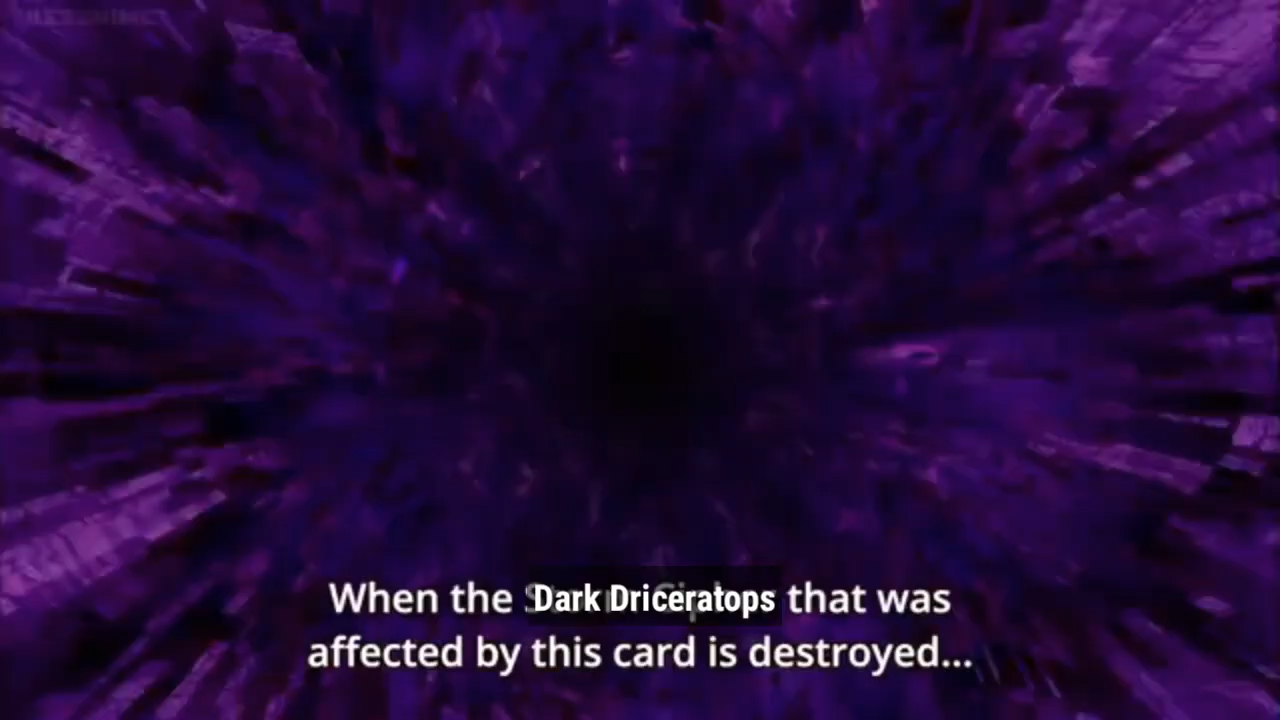 When the Dark Driceratops that was
affected by this card is destroyed...